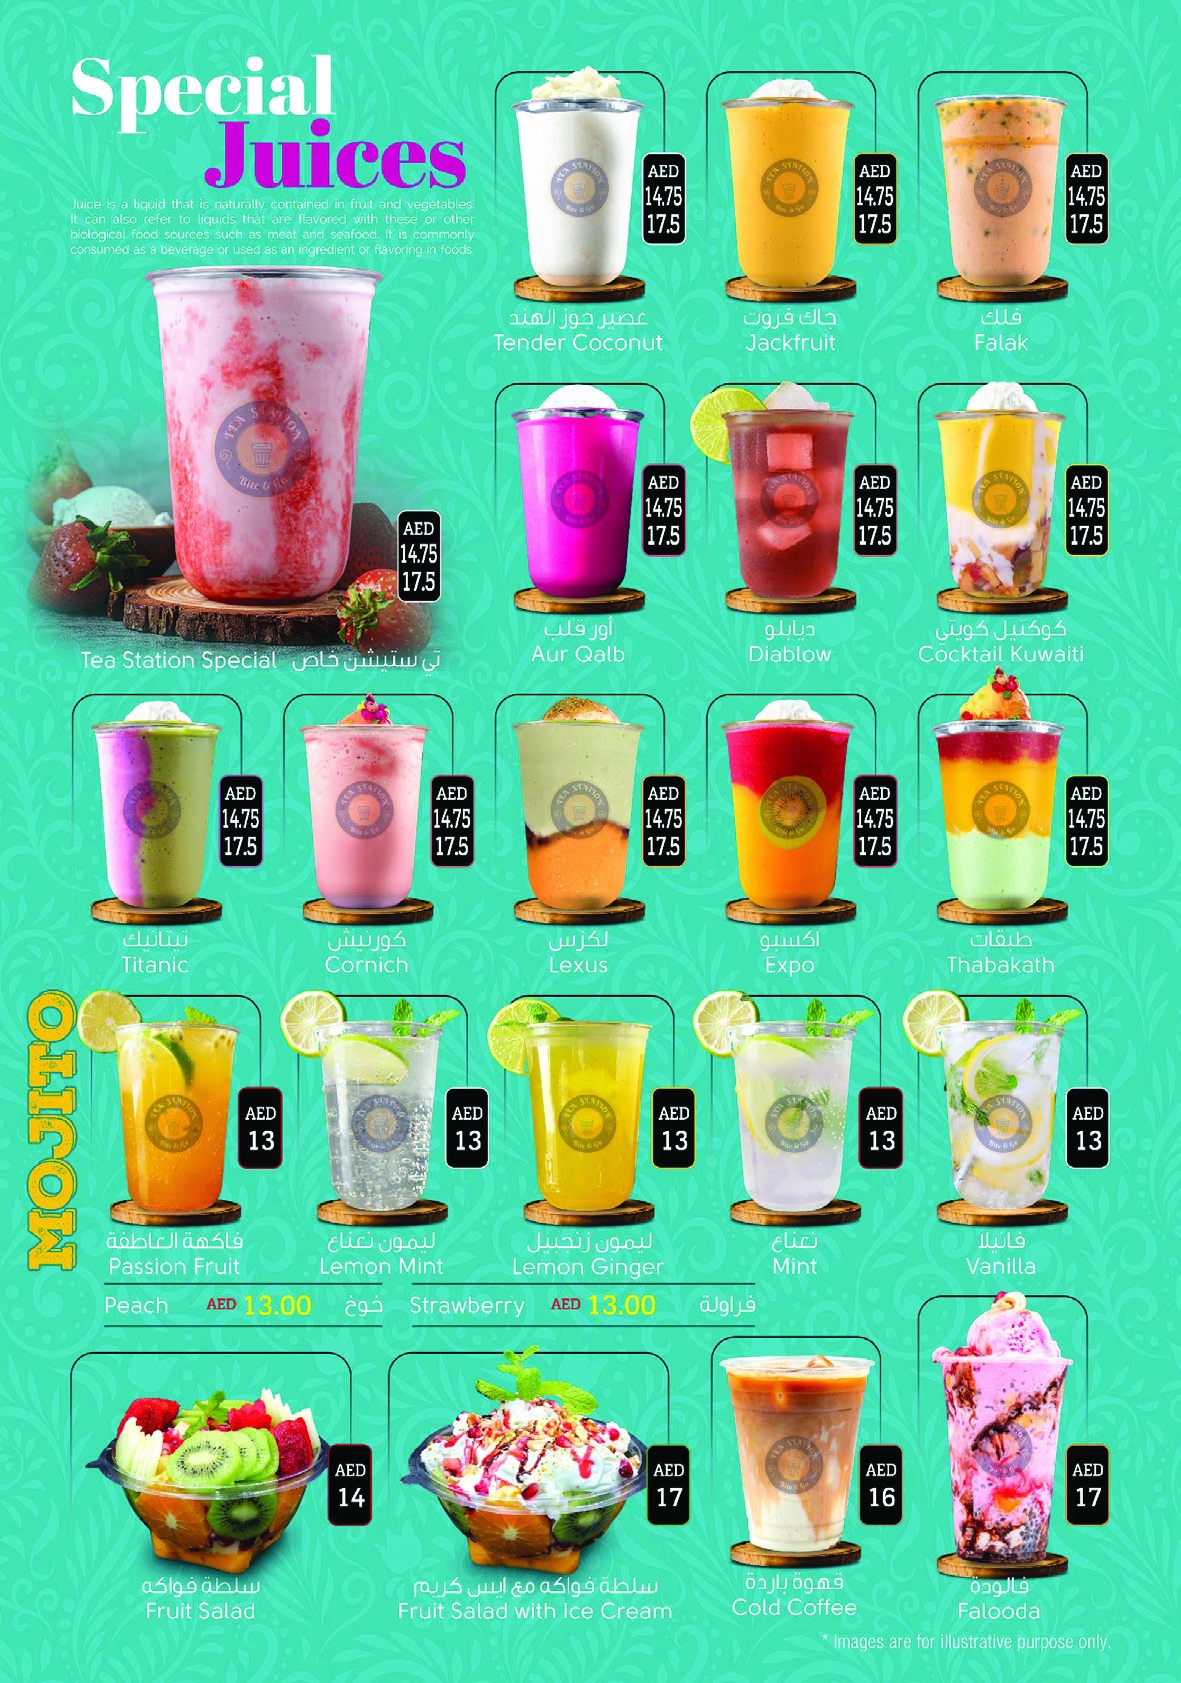 Special
Juices
Juice is a liquid that is naturally contained in fruit and vegetables.
It can also refer to liquids that are flavored with these or other
biological food sources such as meat and seafood. It is commonly
consumed as a beverage or used as an ingredient or flavoring in foods.
TEA STATION
Bite & Go
AED
14.75
17.5
Tea Station Special تي ستيشن خاص
AED
14.75
17.5
عصير جوز الهند
Tender Coconut
AED
14.75
17.5
جاك فروت
Jackfruit
AED
14.75
17.5
فلك
Falak
AED
14.75
17.5
أور قلب
Aur Qalb
AED
14.75
17.5
ديابلو
Diablow
AED
14.75
17.5
كوكتيل كويتي
Cocktail Kuwaiti
AED
14.75
17.5
تيتانيك
Titanic
AED
14.75
17.5
كورنيش
Cornich
AED
14.75
17.5
لكزس
Lexus
AED
14.75
17.5
اكسبو
Expo
AED
14.75
17.5
طبقات
Thabakath
MOJITO
AED
13
فاكهة العاطفة
Passion Fruit
AED
13
ليمون نعناع
Lemon Mint
AED
13
ليمون زنجبيل
Lemon Ginger
AED
13
نعناع
Mint
AED
13
فانيلا
Vanilla
Peach AED 13.00 خوخ
Strawberry AED 13.00 فراولة
AED
14
سلطة فواكه
Fruit Salad
AED
17
سلطة فواكه مع ايس كريم
Fruit Salad with Ice Cream
AED
16
قهوة باردة
Cold Coffee
AED
17
فالودة
Falooda
* Images are for illustrative purpose only.